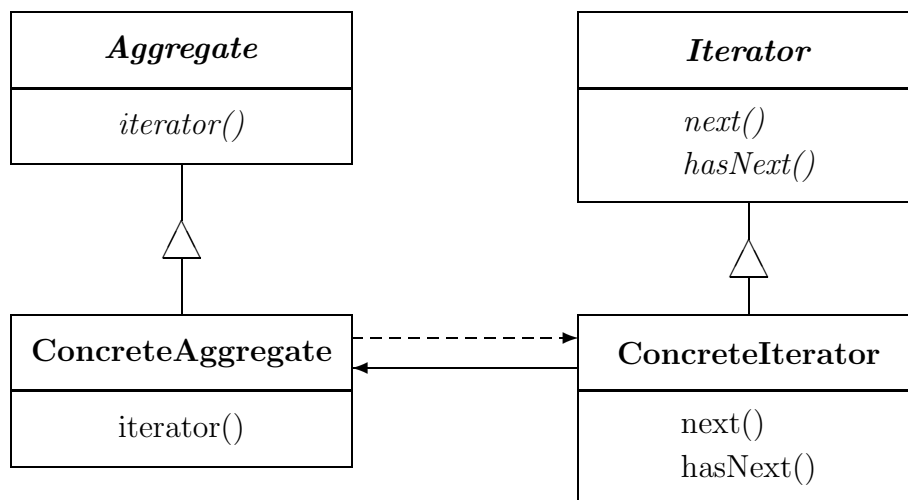 Aggregate
iterator()
Iterator
next()
hasNext()
ConcreteAggregate
iterator()
ConcreteIterator
next()
hasNext()